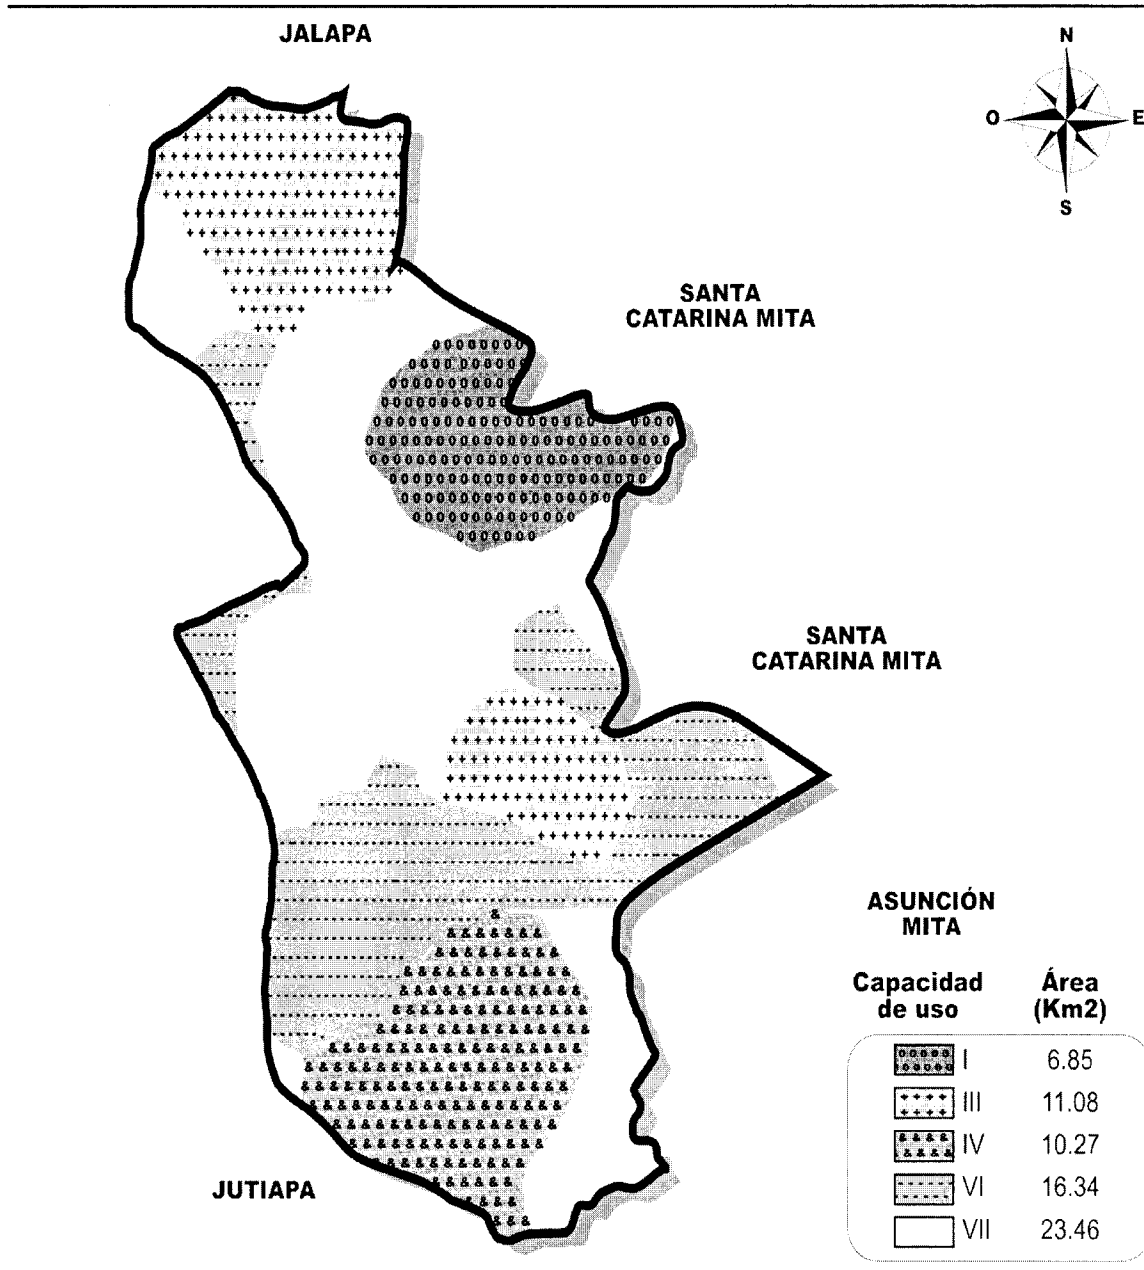 JALAPA
N
O E
S
SANTA
CATARINA MITA
SANTA
CATARINA MITA
ASUNCIÓN
MITA
Capacidad Área
de uso (Km2)
I 6.85
III 11.08
IV 10.27
VI 16.34
VII 23.46
JUTIAPA